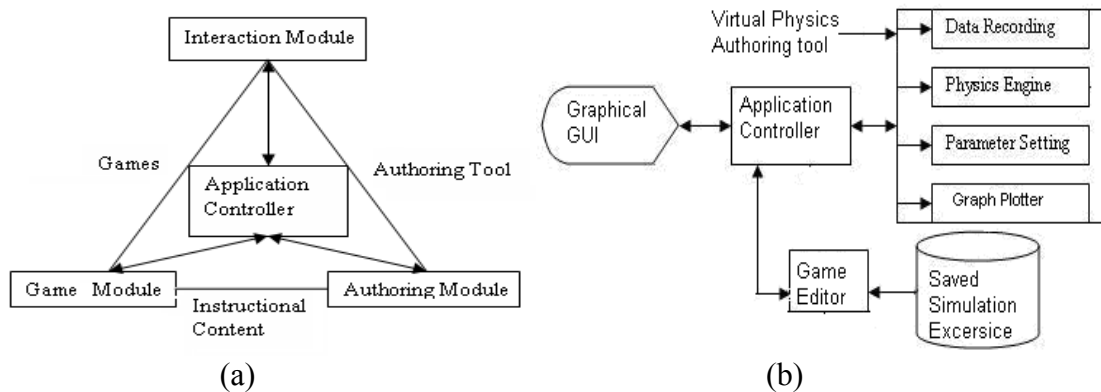 Interaction Module
Games
Authoring Tool
Application
Controller
Game Module
Authoring Module
Instructional
Content
(a)
Virtual Physics
Authoring tool
Data Recording
Physics Engine
Parameter Setting
Graph Plotter
Graphical
GUI
Application
Controller
Game
Editor
Saved
Simulation
Excersice
(b)